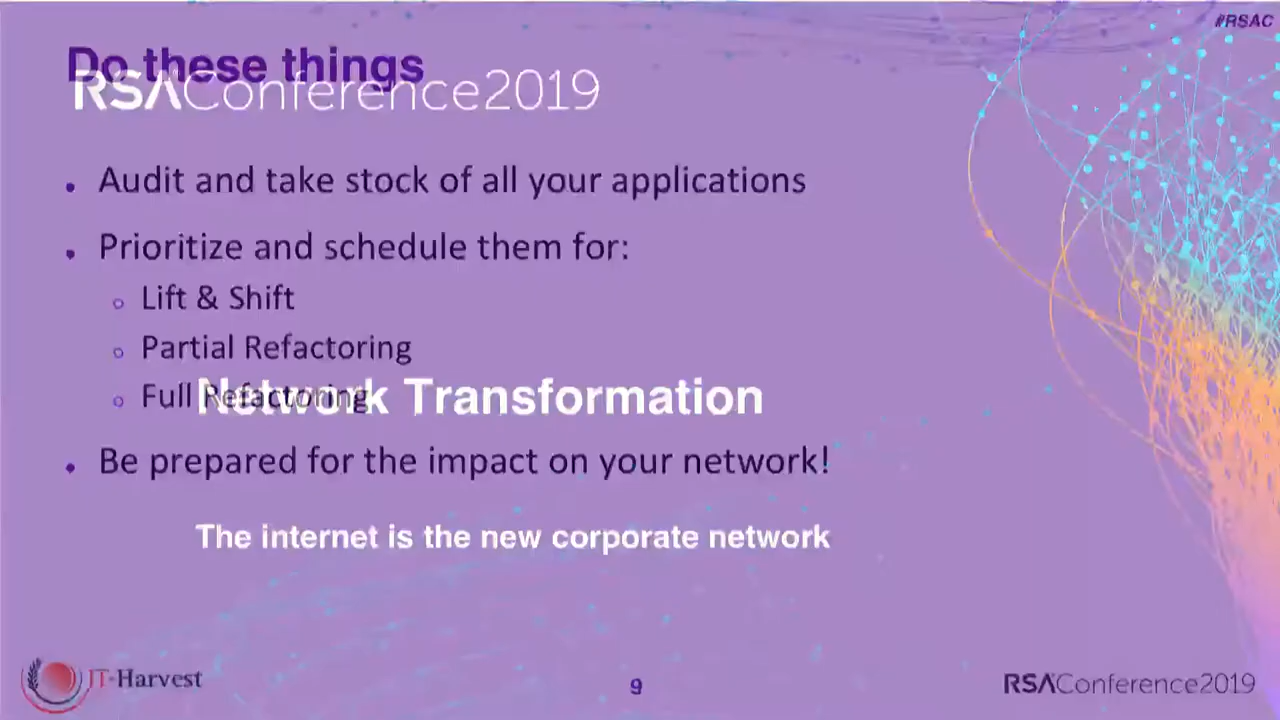 #RSAC
Do these things
RSAConference2019
• Audit and take stock of all your applications
• Prioritize and schedule them for:
○ Lift & Shift
○ Partial Refactoring
○ Full Refactoring
Network Transformation
• Be prepared for the impact on your network!
The internet is the new corporate network
IT-Harvest
9
RSAConference2019